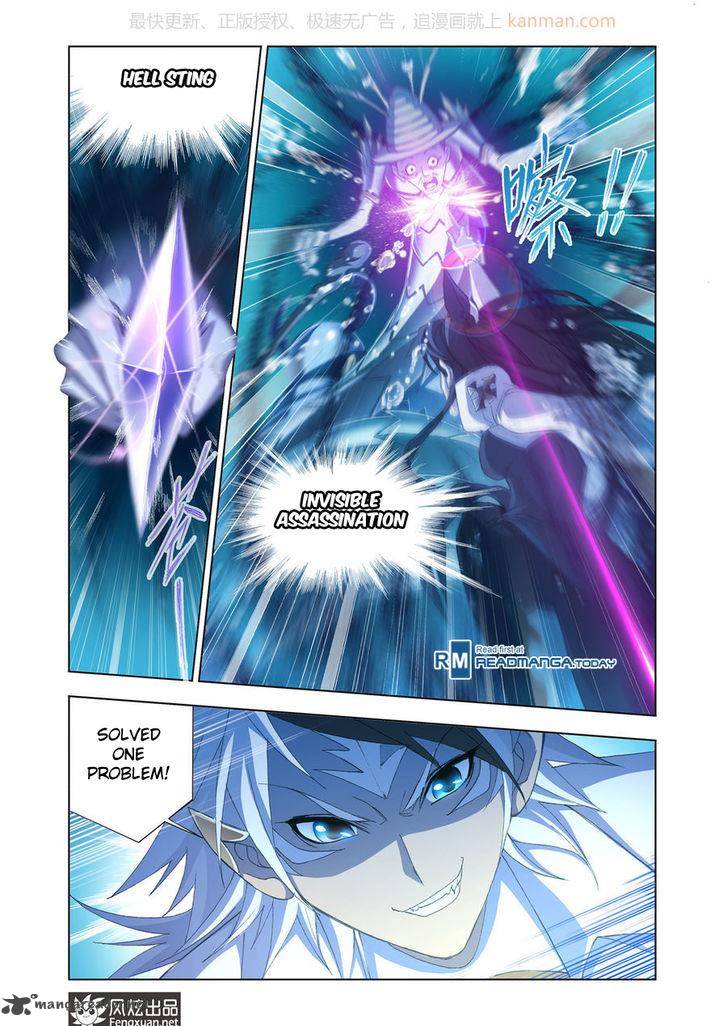 最快更新、正版授权、极速无广告，追漫画就上 kanman.com
HELL STING
嚓!!
苍
INVISIBLE
ASSASSINATION
RM
Read first at
READMANGA.TODAY
SOLVED
ONE
PROBLEM!
风炫出品
Fengxuan.net